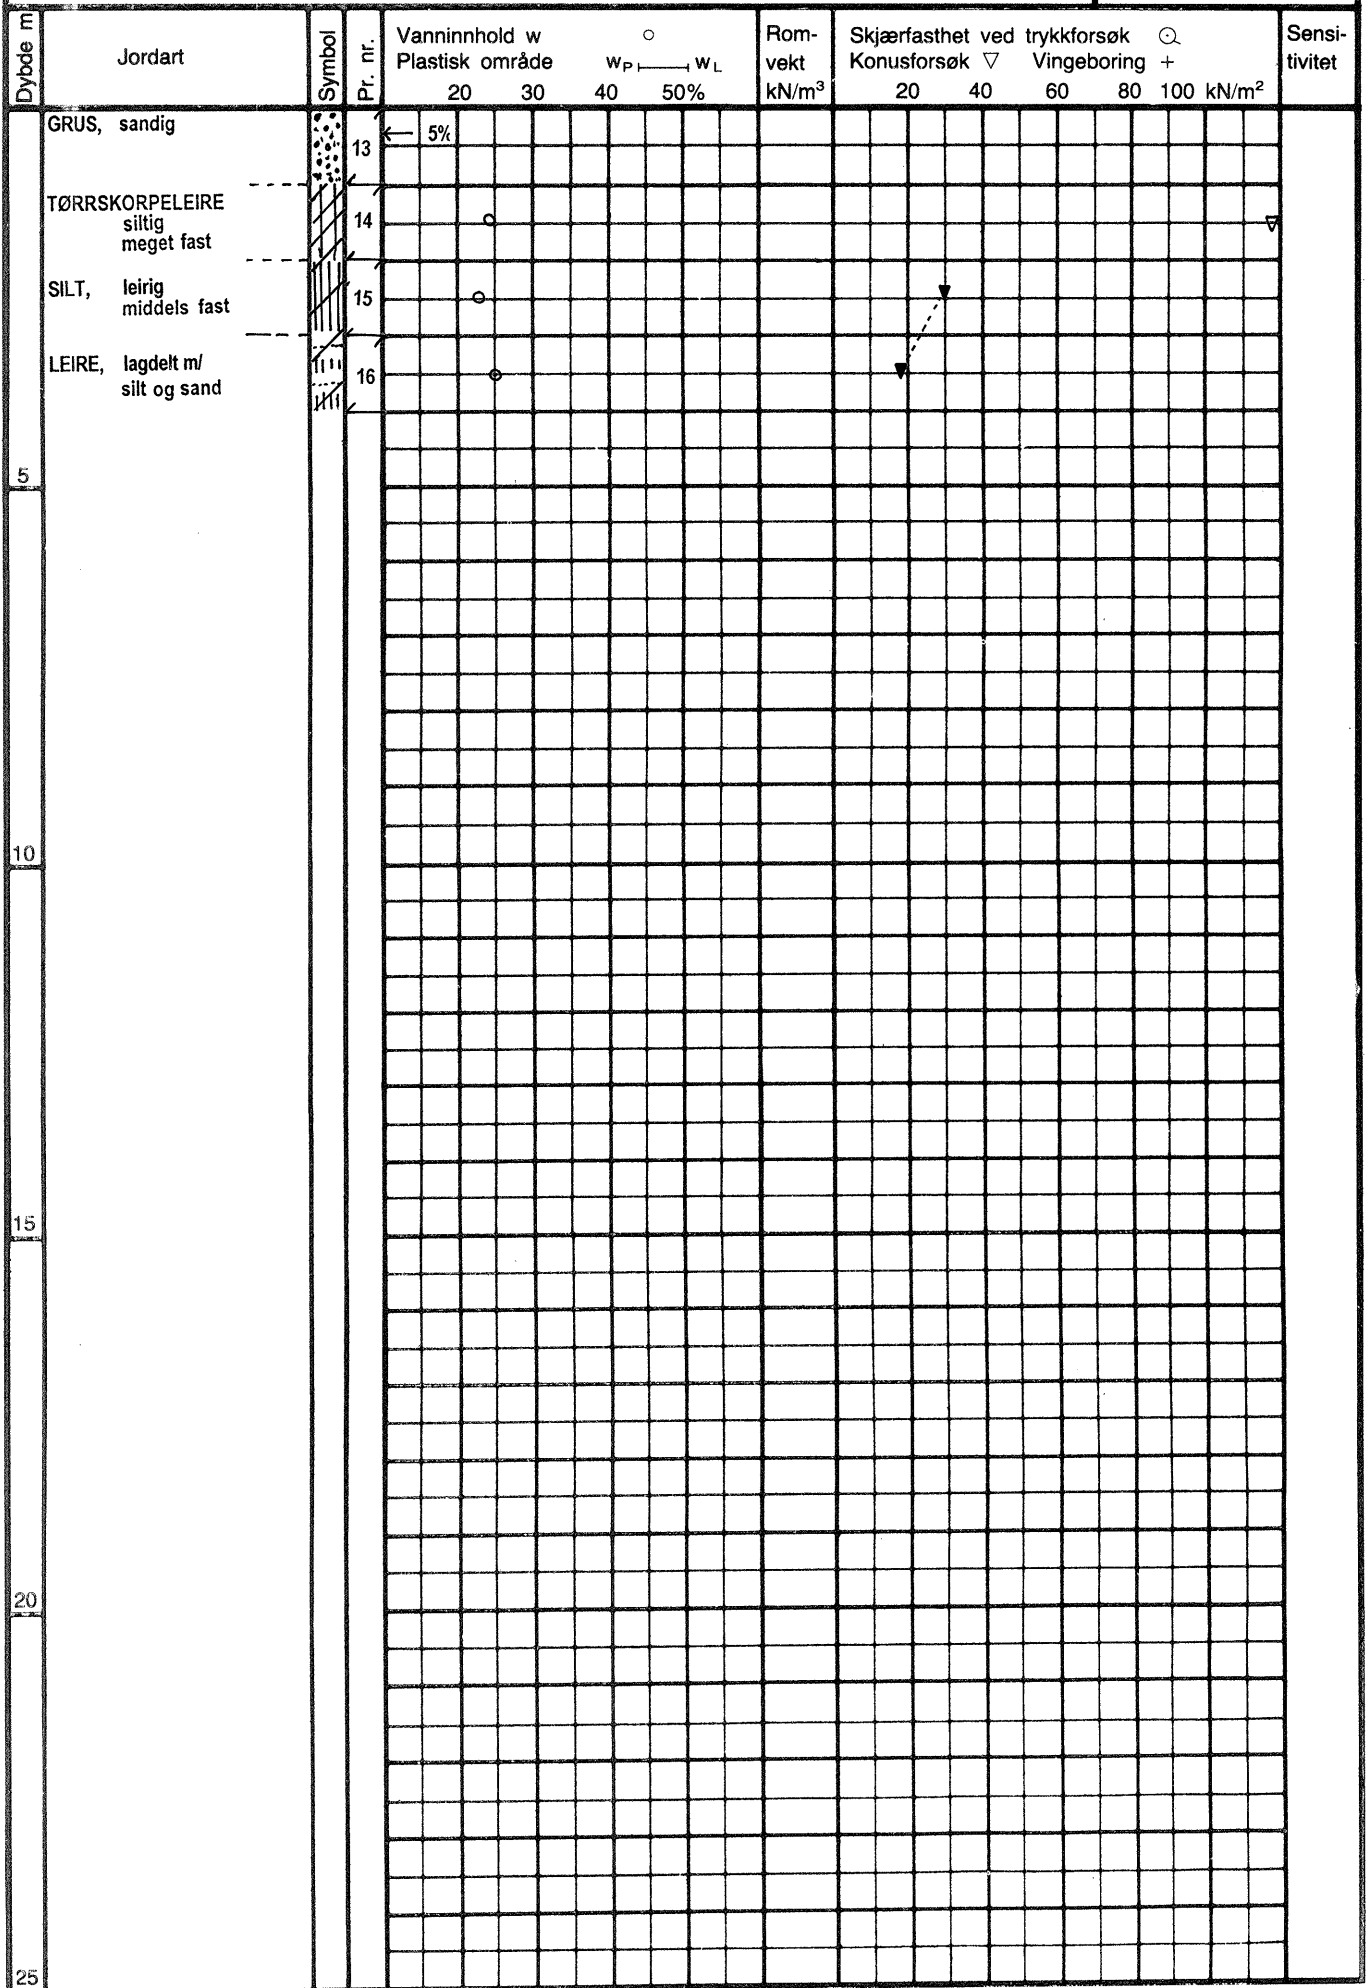 Dybde m
Jordart
Symbol
Pr. nr.
Vanninnhold w ○
Plastisk område wP wL
20 30 40 50%
Rom-
vekt
kN/m³
Skjærfasthet ved trykkforsøk
Konusforsøk ▽ Vingeboring +
20 40 60 80 100 kN/m²
Sensi-
tivitet
GRUS, sandig
13
5%
TØRRSKORPELEIRE
siltig
meget fast
14
SILT, leirig
middels fast
15
LEIRE, lagdelt m/
silt og sand
16
5
10
15
20
25